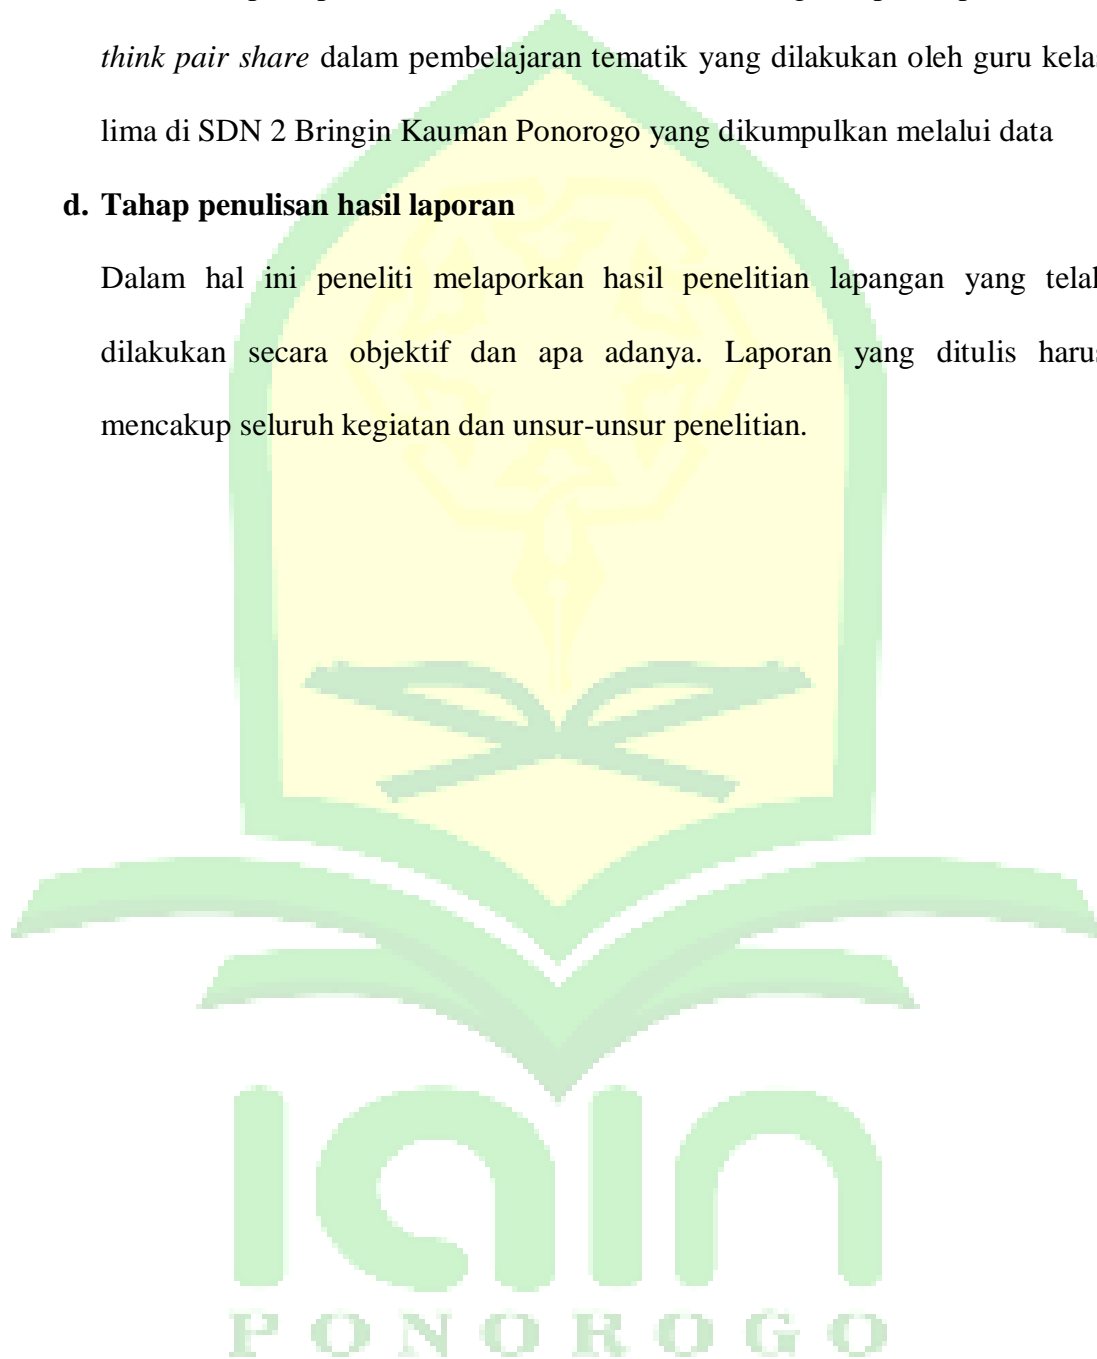 think pair share dalam pembelajaran tematik yang dilakukan oleh guru kelas
lima di SDN 2 Bringin Kauman Ponorogo yang dikumpulkan melalui data
d. Tahap penulisan hasil laporan
Dalam hal ini peneliti melaporkan hasil penelitian lapangan yang telah
dilakukan secara objektif dan apa adanya. Laporan yang ditulis harus
mencakup seluruh kegiatan dan unsur-unsur penelitian.
iain
PONOROGO